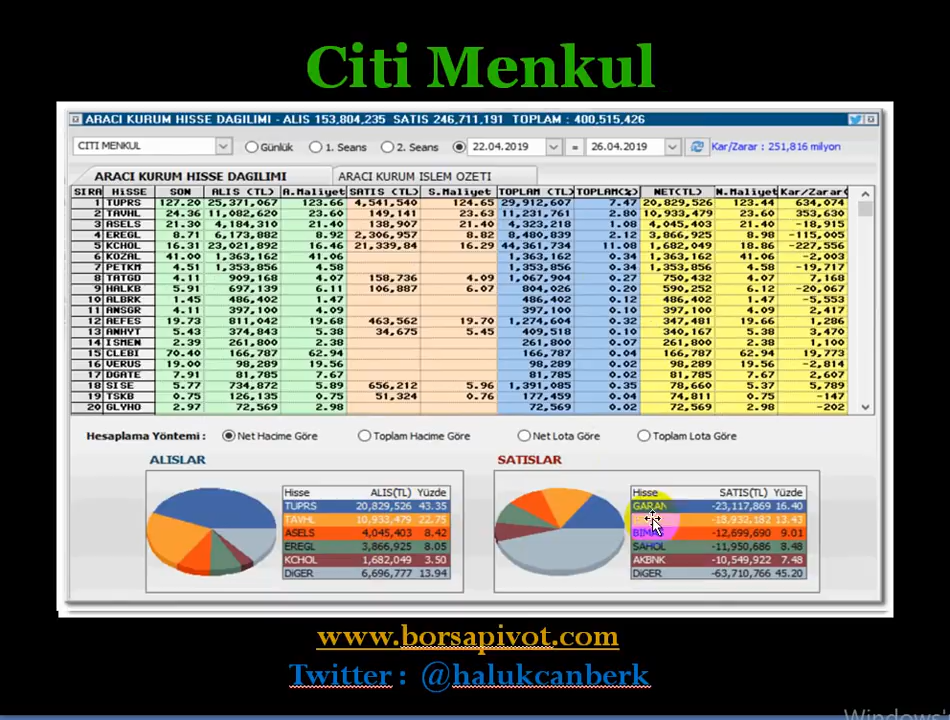 Citi Menkul
ARACI KURUM HISSE DAGILIMI - ALIS 153,804,235 SATIS 246,711,191 TOPLAM : 400,515,426
CITI MENKUL Günlük 1. Seans 2. Seans 22.04.2019 = 26.04.2019 Kar/Zarar : 251,816 milyon
ARACI KURUM HISSE DAGILIMI ARACI KURUM ISLEM OZETI
SIRA HiSSE SON ALIS (TL) A.Maliyet SATIS (TL) S.Maliyet TOPLAM (TL) TOPLAM(%) NET(TL) N.Maliyet Kar/Zarar(
1 TUPRS 127.20 25,371,067 123.66 4,541,540 124.65 29,912,607 7.47 20,829,526 123.44 634,074
2 TAVHL 24.36 11,082,620 23.60 149,141 23.63 11,231,761 2.80 10,933,479 23.60 353,630
3 ASELS 21.30 4,184,310 21.40 138,907 21.40 4,323,218 1.08 4,045,403 21.40 -18,915
4 EREGL 8.71 6,173,882 8.92 2,306,957 8.82 8,480,839 2.12 3,866,925 8.98 -115,005
5 KCHOL 16.31 23,021,892 16.46 21,339,84 16.29 44,361,734 11.08 1,682,049 18.86 -227,556
6 KOZAL 41.00 1,363,162 41.06 1,363,162 0.34 1,363,162 41.06 -2,003
7 PETKM 4.51 1,353,856 4.58 1,353,856 0.34 1,353,856 4.58 -19,717
8 TATGD 4.11 909,168 4.07 158,736 4.09 1,067,904 0.27 750,432 4.07 7,168
9 HALKB 5.91 697,139 6.11 106,887 6.07 804,026 0.20 590,252 6.12 -20,067
10 ALBRK 1.45 486,402 1.47 486,402 0.12 486,402 1.47 -5,553
11 ANSGR 4.11 397,100 4.09 397,100 0.10 397,100 4.09 2,417
12 AEFES 19.73 811,042 19.68 463,562 19.70 1,274,604 0.32 347,481 19.66 1,286
13 ANHYT 5.43 374,843 5.38 34,675 5.45 409,518 0.10 340,167 5.38 3,470
14 ISMEN 2.39 261,800 2.38 261,800 0.07 261,800 2.38 1,100
15 CLEBI 70.40 166,787 62.94 166,787 0.04 166,787 62.94 19,773
16 VERUS 19.00 98,289 19.56 98,289 0.02 98,289 19.56 -2,814
17 DGATE 7.91 81,785 7.67 81,785 0.02 81,785 7.67 2,607
18 SISE 5.77 734,872 5.89 656,212 5.96 1,391,085 0.35 78,660 5.37 5,789
19 TSKB 0.75 126,135 0.75 51,324 0.76 177,459 0.04 74,811 0.75 -147
20 GLYHO 2.97 72,569 2.98 72,569 0.02 72,569 2.98 -202
Hesaplama Yöntemi : Net Hacime Göre Toplam Hacime Göre Net Lota Göre Toplam Lota Göre
ALISLAR SATISLAR
Hisse ALIS(TL) Yüzde
TUPRS 20,829,526 43.35
TAVHL 10,933,479 22.75
ASELS 4,045,403 8.42
EREGL 3,866,925 8.05
KCHOL 1,682,049 3.50
DiGER 6,696,777 13.94
Hisse SATIS(TL) Yüzde
GARAN -23,117,869 16.40
-18,932,182 13.43
BIMAS -12,699,690 9.01
SAHOL -11,950,686 8.48
AKBNK -10,549,922 7.48
DiGER -63,710,766 45.20
www.borsapivot.com
Twitter : @halukcanberk